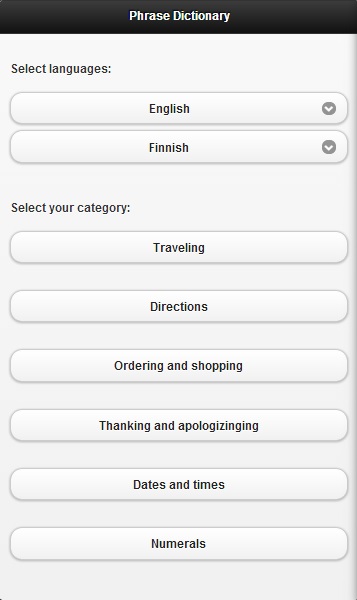 Phrase Dictionary
Select languages:
English
Finnish
Select your category:
Traveling
Directions
Ordering and shopping
Thanking and apologizinging
Dates and times
Numerals